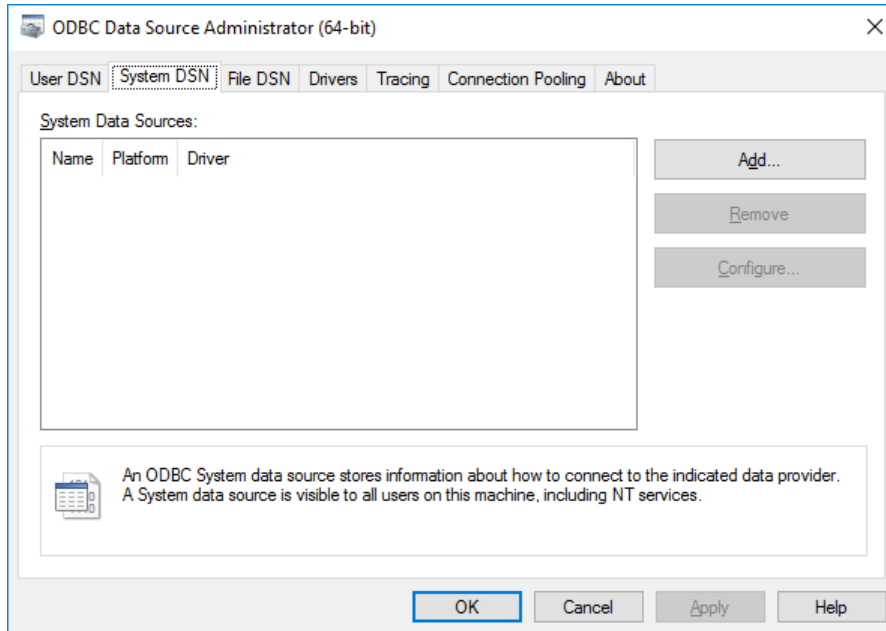 ODBC Data Source Administrator (64-bit)
User DSN System DSN File DSN Drivers Tracing Connection Pooling About
System Data Sources:
Name Platform Driver
Add...
Remove
Configure...
An ODBC System data source stores information about how to connect to the indicated data provider.
A System data source is visible to all users on this machine, including NT services.
OK Cancel Apply Help